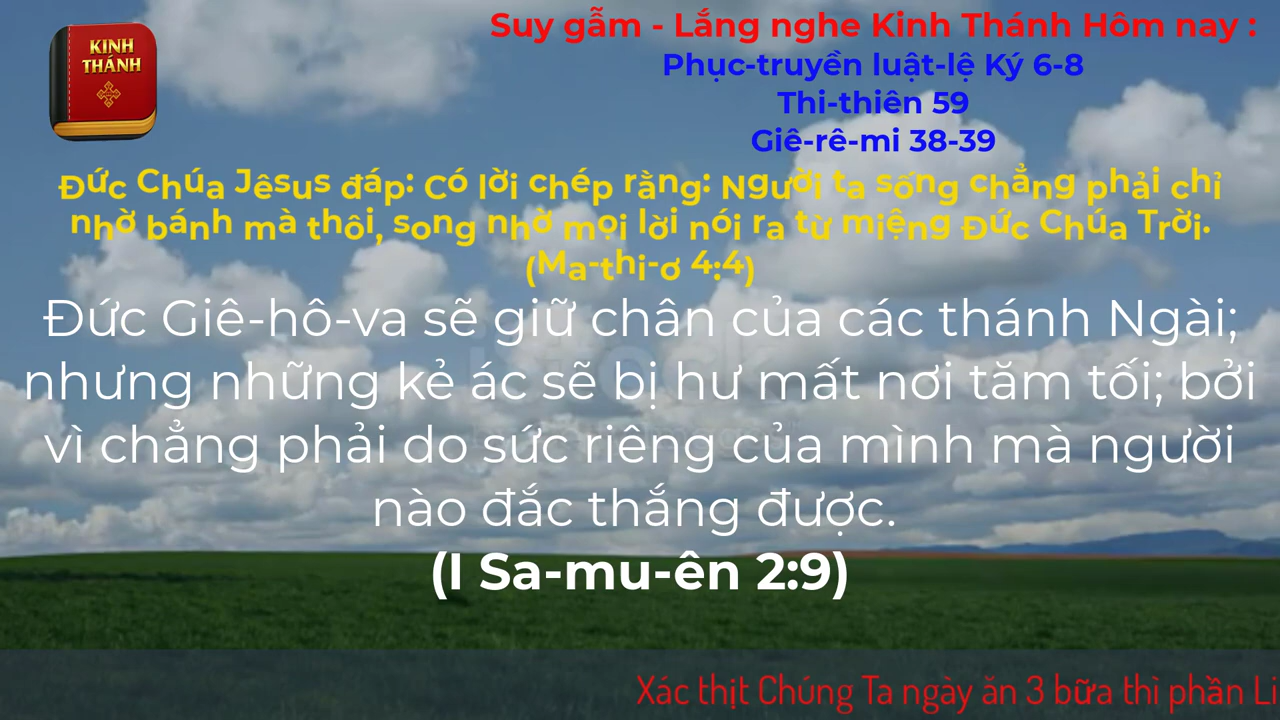 KINH
THÁNH
Suy gẫm - Lắng nghe Kinh Thánh Hôm nay :
Phục-truyền luật-lệ Ký 6-8
Thi-thiên 59
Giê-rê-mi 38-39
Đức Chúa Jêsus đáp: Có lời chép rằng: Người ta sống chẳng phải chỉ
nhờ bánh mà thôi, song nhờ mọi lời nói ra từ miệng Đức Chúa Trời.
(Ma-thi-ơ 4:4)
Đức Giê-hô-va sẽ giữ chân của các thánh Ngài;
nhưng những kẻ ác sẽ bị hư mất nơi tăm tối; bởi
vì chẳng phải do sức riêng của mình mà người
nào đắc thắng được.
(I Sa-mu-ên 2:9)
Xác thịt Chúng Ta ngày ăn 3 bữa thì phần Li